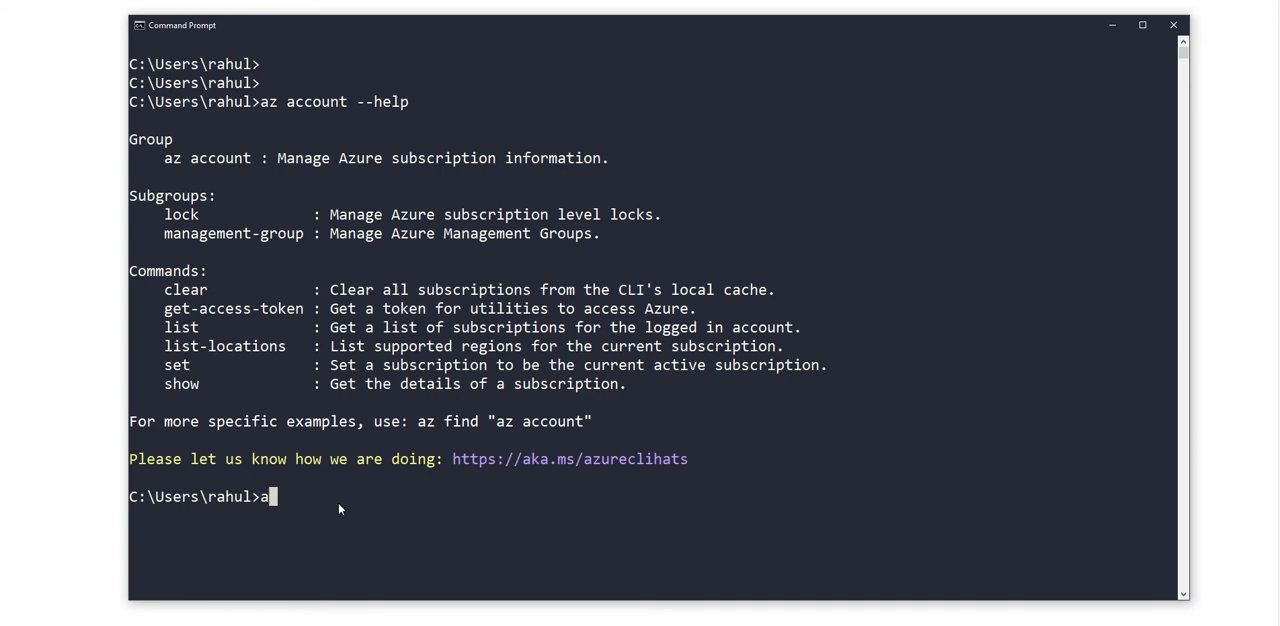 Command Prompt
C:\Users\rahul>
C:\Users\rahul>
C:\Users\rahul>az account --help
Group
    az account : Manage Azure subscription information.
Subgroups:
    lock             : Manage Azure subscription level locks.
    management-group : Manage Azure Management Groups.
Commands:
    clear            : Clear all subscriptions from the CLI's local cache.
    get-access-token : Get a token for utilities to access Azure.
    list             : Get a list of subscriptions for the logged in account.
    list-locations   : List supported regions for the current subscription.
    set              : Set a subscription to be the current active subscription.
    show             : Get the details of a subscription.
For more specific examples, use: az find "az account"
Please let us know how we are doing: https://aka.ms/azureclihats
C:\Users\rahul>a